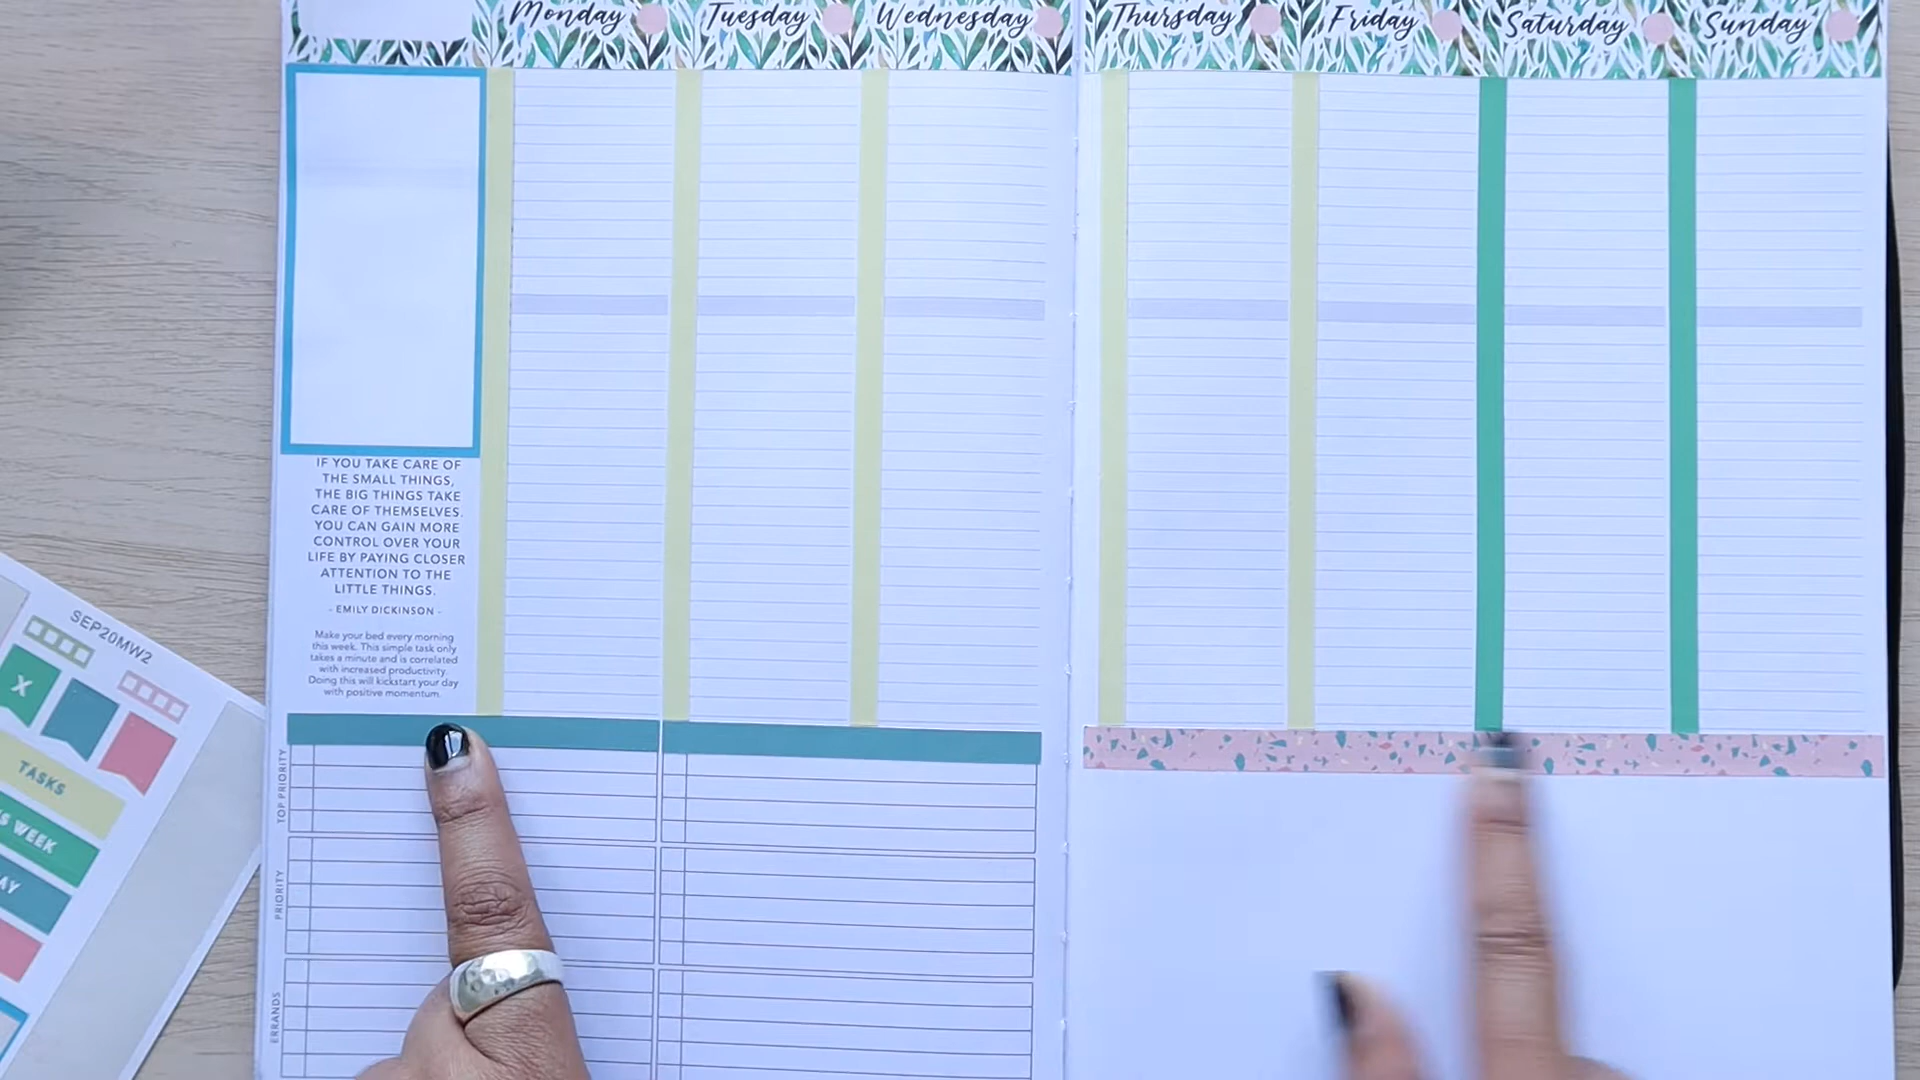 Monday Tuesday Wednesday Thursday Friday Saturday Sunday
IF YOU TAKE CARE OF
THE SMALL THINGS,
THE BIG THINGS TAKE
CARE OF THEMSELVES.
YOU CAN GAIN MORE
CONTROL OVER YOUR
LIFE BY PAYING CLOSER
ATTENTION TO THE
LITTLE THINGS.
- EMILY DICKINSON -
Make your bed every morning
this week. This simple task only
takes a minute and is correlated
with increased productivity.
Doing this will kickstart your day
with positive momentum.
TOP PRIORITY
PRIORITY
ERRANDS
SEP20MW2
X
TASKS
WEEK